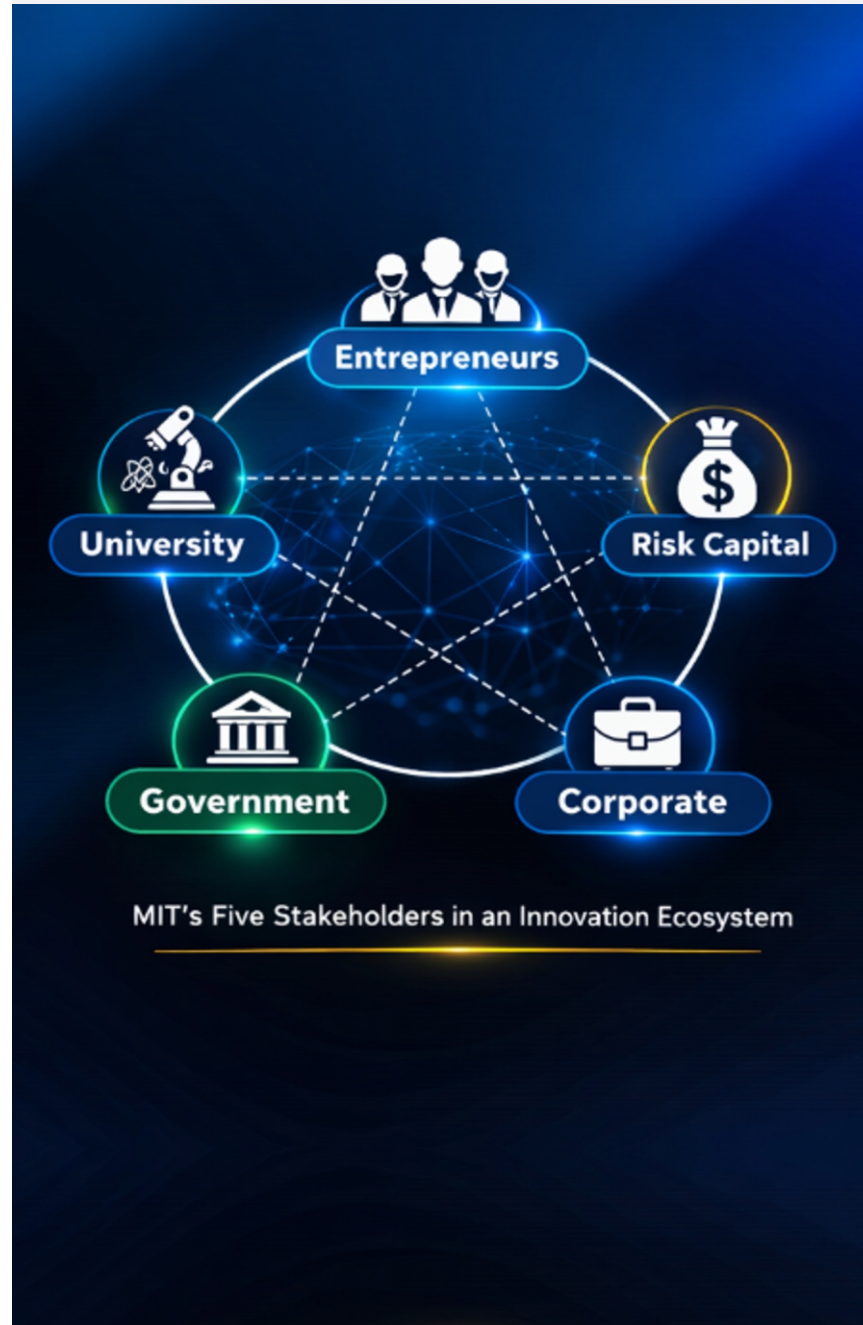 Entrepreneurs
University
Risk Capital
$
Government
Corporate
MIT's Five Stakeholders in an Innovation Ecosystem